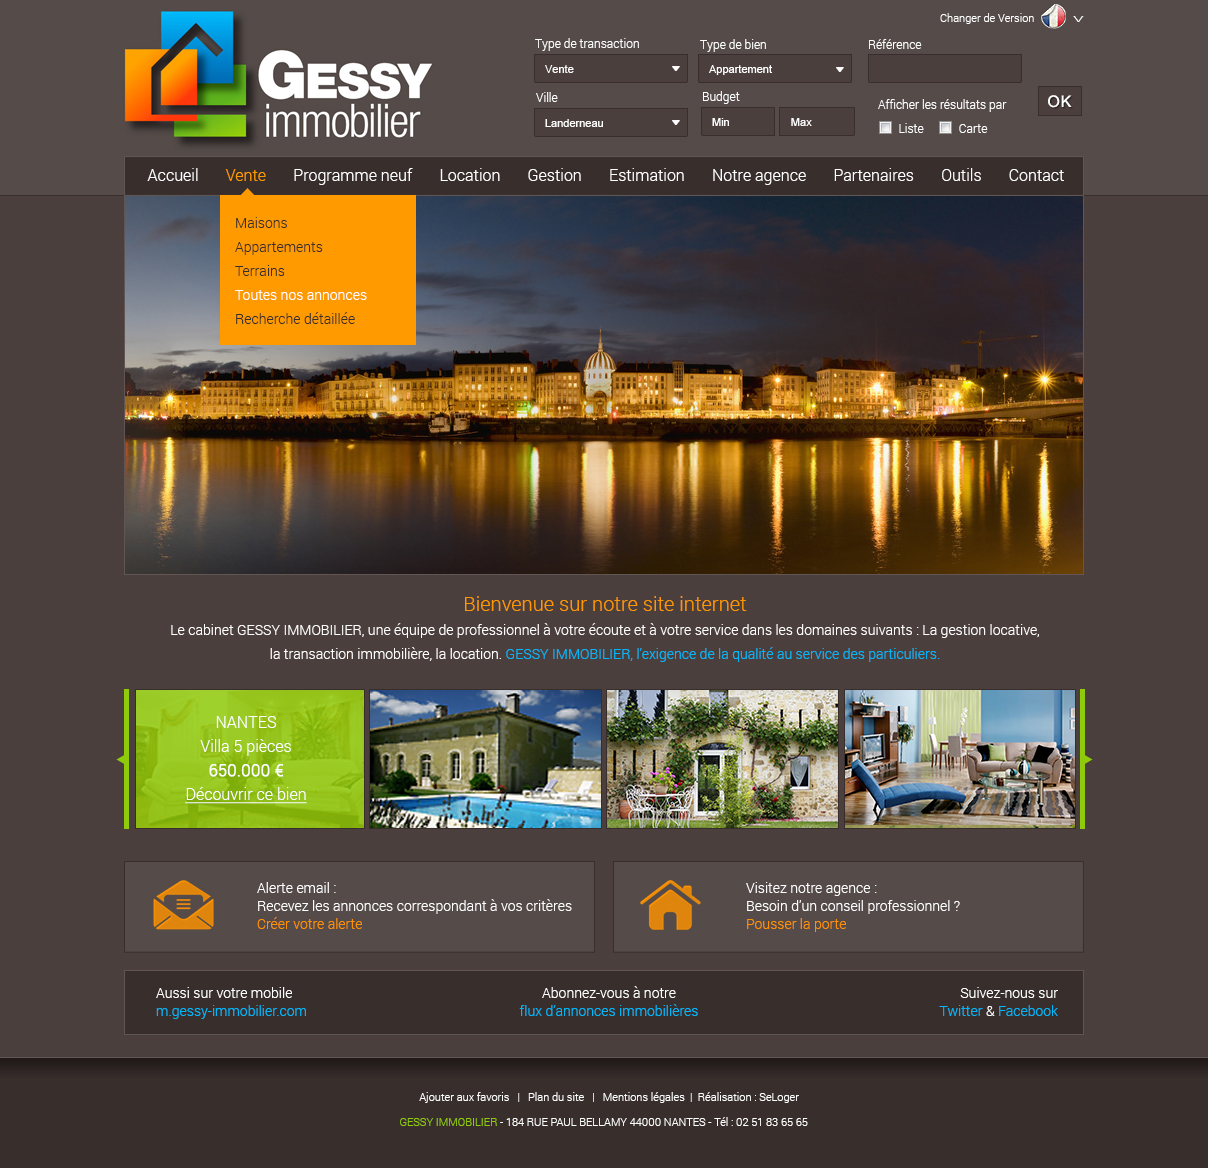 GESSY
immobilier
Changer de Version
Type de transaction
Vente
Type de bien
Appartement
Référence
Ville
Landerneau
Budget
Min
Max
Afficher les résultats par
Liste
Carte
OK
Accueil Vente Programme neuf Location Gestion Estimation Notre agence Partenaires Outils Contact
Maisons
Appartements
Terrains
Toutes nos annonces
Recherche détaillée
Bienvenue sur notre site internet
Le cabinet GESSY IMMOBILIER, une équipe de professionnel à votre écoute et à votre service dans les domaines suivants : La gestion locative,
la transaction immobilière, la location. GESSY IMMOBILIER, l'exigence de la qualité au service des particuliers.
NANTES
Villa 5 pièces
650.000 €
Découvrir ce bien
Alerte email :
Recevez les annonces correspondant à vos critères
Créer votre alerte
Visitez notre agence :
Besoin d'un conseil professionnel ?
Pousser la porte
Aussi sur votre mobile
m.gessy-immobilier.com
Abonnez-vous à notre
flux d'annonces immobilières
Suivez-nous sur
Twitter & Facebook
Ajouter aux favoris | Plan du site | Mentions légales | Réalisation : SeLoger
GESSY IMMOBILIER - 184 RUE PAUL BELLAMY 44000 NANTES - Tél : 02 51 83 65 65